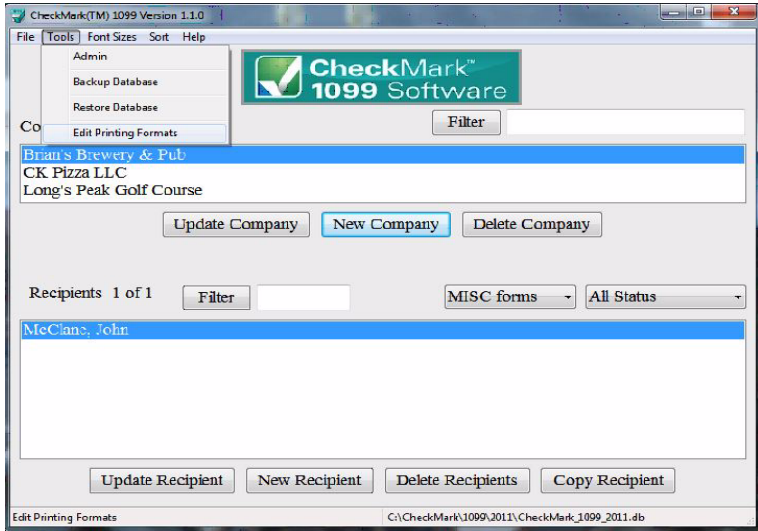 CheckMark(TM) 1099 Version 1.1.0
File Tools Font Sizes Sort Help
Admin
Backup Database
Restore Database
Edit Printing Formats
CheckMark™
1099 Software
Co
Filter
Brian's Brewery & Pub
CK Pizza LLC
Long's Peak Golf Course
Update Company New Company Delete Company
Recipients 1 of 1 Filter MISC forms All Status
McClane, John
Update Recipient New Recipient Delete Recipients Copy Recipient
Edit Printing Formats C:\CheckMark\1099\2011\CheckMark_1099_2011.db